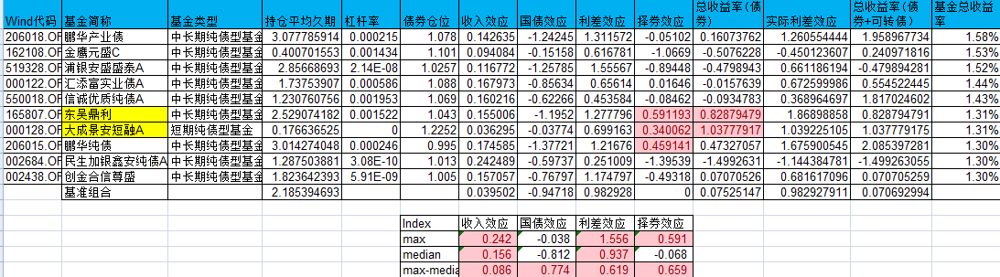 Wind代码 基金简称 基金类型 持仓平均久期 杠杆率 债券仓位 收入效应 国债效应 利差效应 择券效应 总收益率(债券) 实际利差效应 总收益率(债券+可转债) 基金总收益率
206018.OF 鹏华产业债 中长期纯债型基金 3.077785914 0.000215 1.078 0.142635 -1.24245 1.311572 -0.05102 0.16073762 1.260554444 1.958967734 1.58%
162108.OF 金鹰元盛C 中长期纯债型基金 0.400701553 0.001434 1.101 0.094084 -0.15158 0.616781 -1.0669 -0.5076228 -0.450123607 0.240971816 1.53%
519328.OF 浦银安盛盛泰A 中长期纯债型基金 2.85668693 2.14E-08 1.0257 0.116772 -1.25785 1.55567 -0.89448 -0.4798943 0.661186194 -0.479894281 1.52%
000122.OF 汇添富实业债A 中长期纯债型基金 1.73753907 0.000586 1.088 0.167973 -0.85634 0.65614 0.01646 -0.0157639 0.672599986 0.554522445 1.44%
550018.OF 信诚优质纯债A 中长期纯债型基金 1.230760756 0.001953 1.069 0.160216 -0.62266 0.453584 -0.08462 -0.0934783 0.368964697 1.817024602 1.43%
165807.OF 东吴鼎利 中长期纯债型基金 2.529074182 0.001522 1.043 0.155006 -1.1952 1.277796 0.591193 0.82879479 1.86898858 0.828794791 1.31%
000128.OF 大成景安短融A 短期纯债型基金 0.176636525 0 1.2252 0.036295 -0.03774 0.699163 0.340062 1.03777917 1.039225105 1.037779175 1.31%
206015.OF 鹏华纯债 中长期纯债型基金 3.014274048 0.000246 0.995 0.174585 -1.37721 1.21676 0.459141 0.47327057 1.675900545 2.085397281 1.30%
002684.OF 民生加银鑫安纯债A 中长期纯债型基金 1.287503881 3.08E-10 1.013 0.242489 -0.59737 0.251009 -1.39539 -1.4992631 -1.144384781 -1.499263055 1.30%
002438.OF 创金合信尊盛 中长期纯债型基金 1.823642393 5.91E-09 1.005 0.157057 -0.76797 1.174797 -0.49318 0.07070526 0.681617096 0.070705259 1.30%
基准组合 2.185394693 0.039502 -0.94718 0.982928 0 0.07525147 0.982927911 0.070692994
Index 收入效应 国债效应 利差效应 择券效应
max 0.242 -0.038 1.556 0.591
median 0.156 -0.812 0.937 -0.068
max-media 0.086 0.774 0.619 0.659